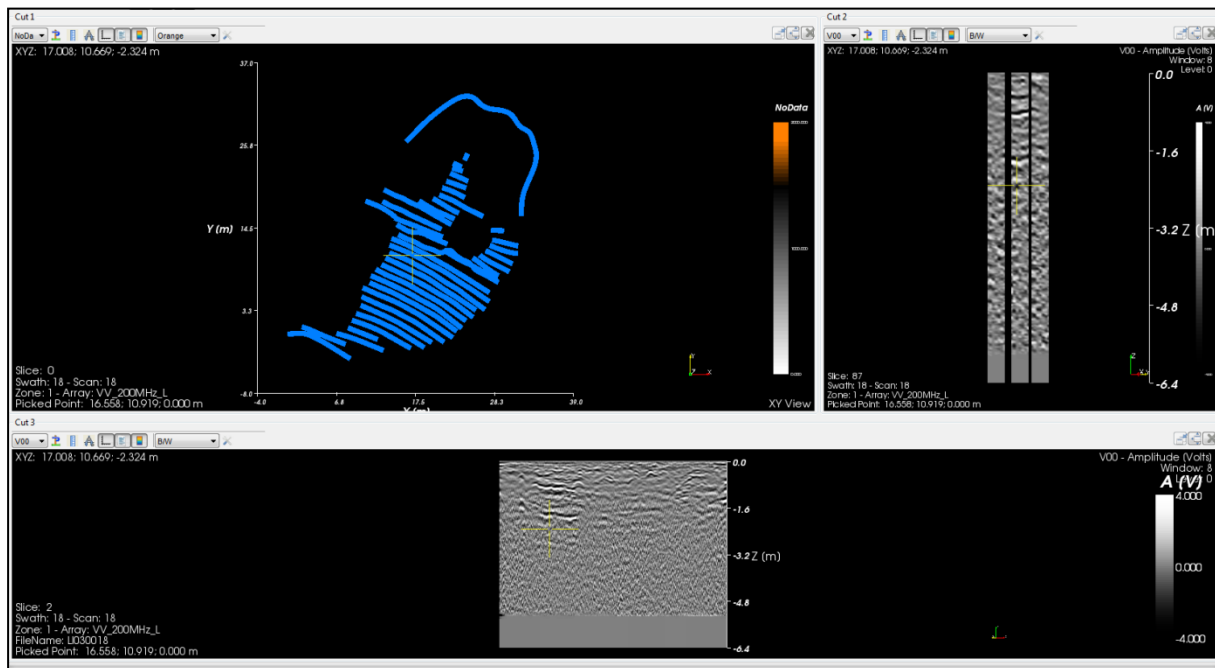 Cut 1
NoDa
Orange
XYZ: 17.008; 10.669; -2.324 m
37.0
25.8
Y (m)
14.5
3.3
-8.0
-4.0
6.8
17.5
28.3
39.0
NoData
Slice: 0
Swath: 18 - Scan: 18
Zone: 1 - Array: VV_200MHz_L
Picked Point: 16.558; 10.919; 0.000 m
XY View
Cut 2
V00
B/W
XYZ: 17.008; 10.669; -2.324 m
V00 - Amplitude (Volts)
Window: 8
Level: 0
0.0
A (V)
-1.6
-3.2
Z (m)
-4.8
-6.4
Slice: 87
Swath: 18 - Scan: 18
Zone: 1 - Array: VV_200MHz_L
Picked Point: 16.558; 10.919; 0.000 m
Cut 3
V00
B/W
XYZ: 17.008; 10.669; -2.324 m
V00 - Amplitude (Volts)
Window: 8
0
A (V)
4.000
0.000
-4.000
0.0
-1.6
-3.2
Z (m)
-4.8
-6.4
Slice: 2
Swath: 18 - Scan: 18
Zone: 1 - Array: VV_200MHz_L
FileName: LI030018
Picked Point: 16.558; 10.919; 0.000 m